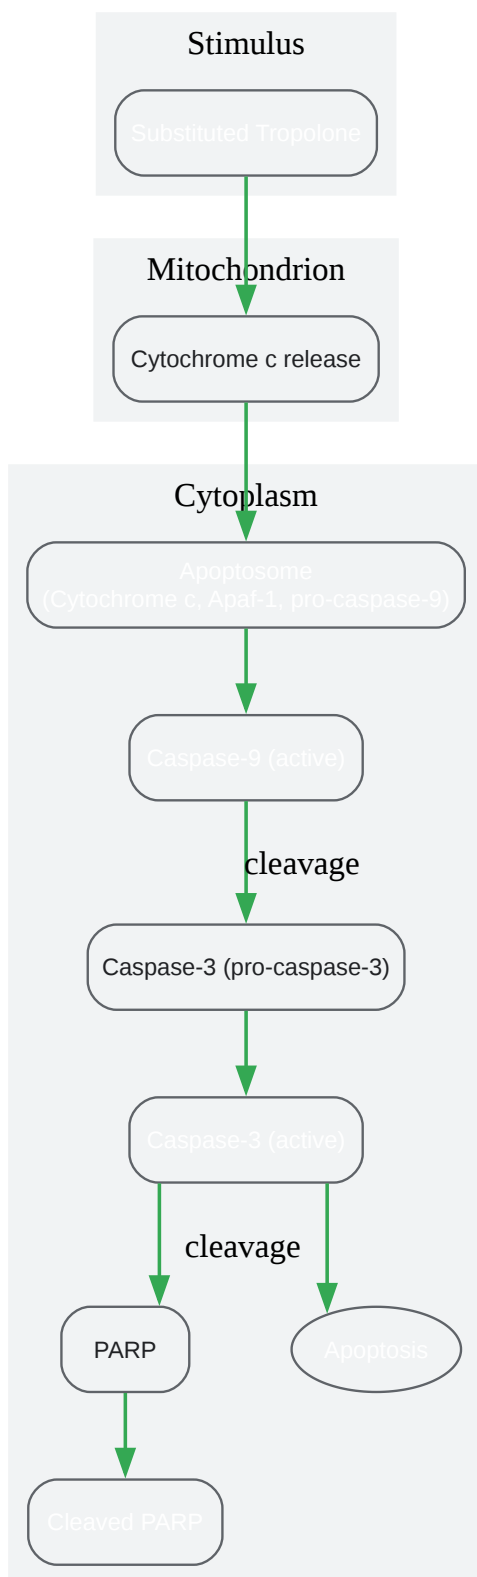 Stimulus
Substituted Tropolone
Mitochondrion
Cytochrome c release
Cytoplasm
Apoptosome
(Cytochrome c, Apaf-1, pro-caspase-9)
Caspase-9 (active)
cleavage
Caspase-3 (pro-caspase-3)
Caspase-3 (active)
cleavage
PARP
Apoptosis
Cleaved PARP